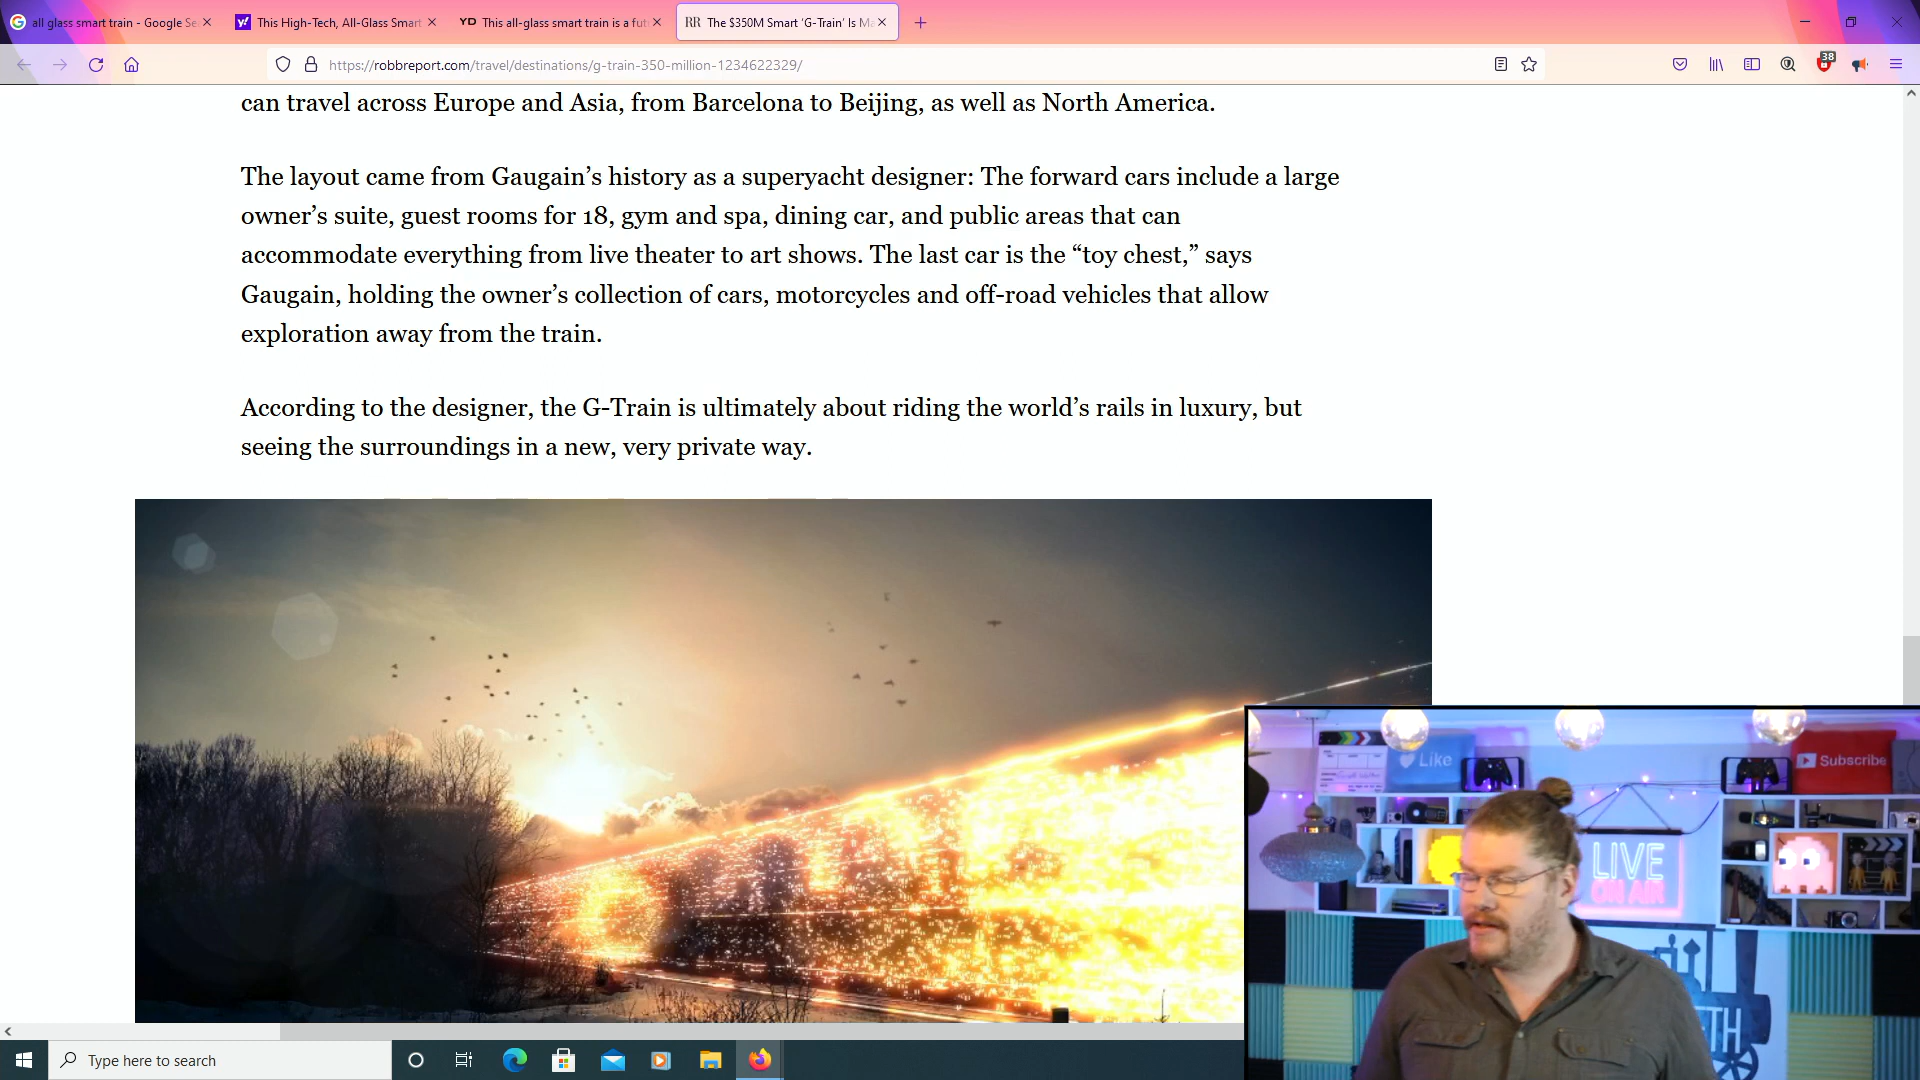 all glass smart train - Google Se
This High-Tech, All-Glass Smart
YD This all-glass smart train is a fut
RR The $350M Smart ‘G-Train’ Is Ma
https://robbreport.com/travel/destinations/g-train-350-million-1234622329/
38
can travel across Europe and Asia, from Barcelona to Beijing, as well as North America.
The layout came from Gaugain’s history as a superyacht designer: The forward cars include a large
owner’s suite, guest rooms for 18, gym and spa, dining car, and public areas that can
accommodate everything from live theater to art shows. The last car is the “toy chest,” says
Gaugain, holding the owner’s collection of cars, motorcycles and off-road vehicles that allow
exploration away from the train.
According to the designer, the G-Train is ultimately about riding the world’s rails in luxury, but
seeing the surroundings in a new, very private way.
Like
Subscribe
LIVE
ON AIR
ETH
Type here to search